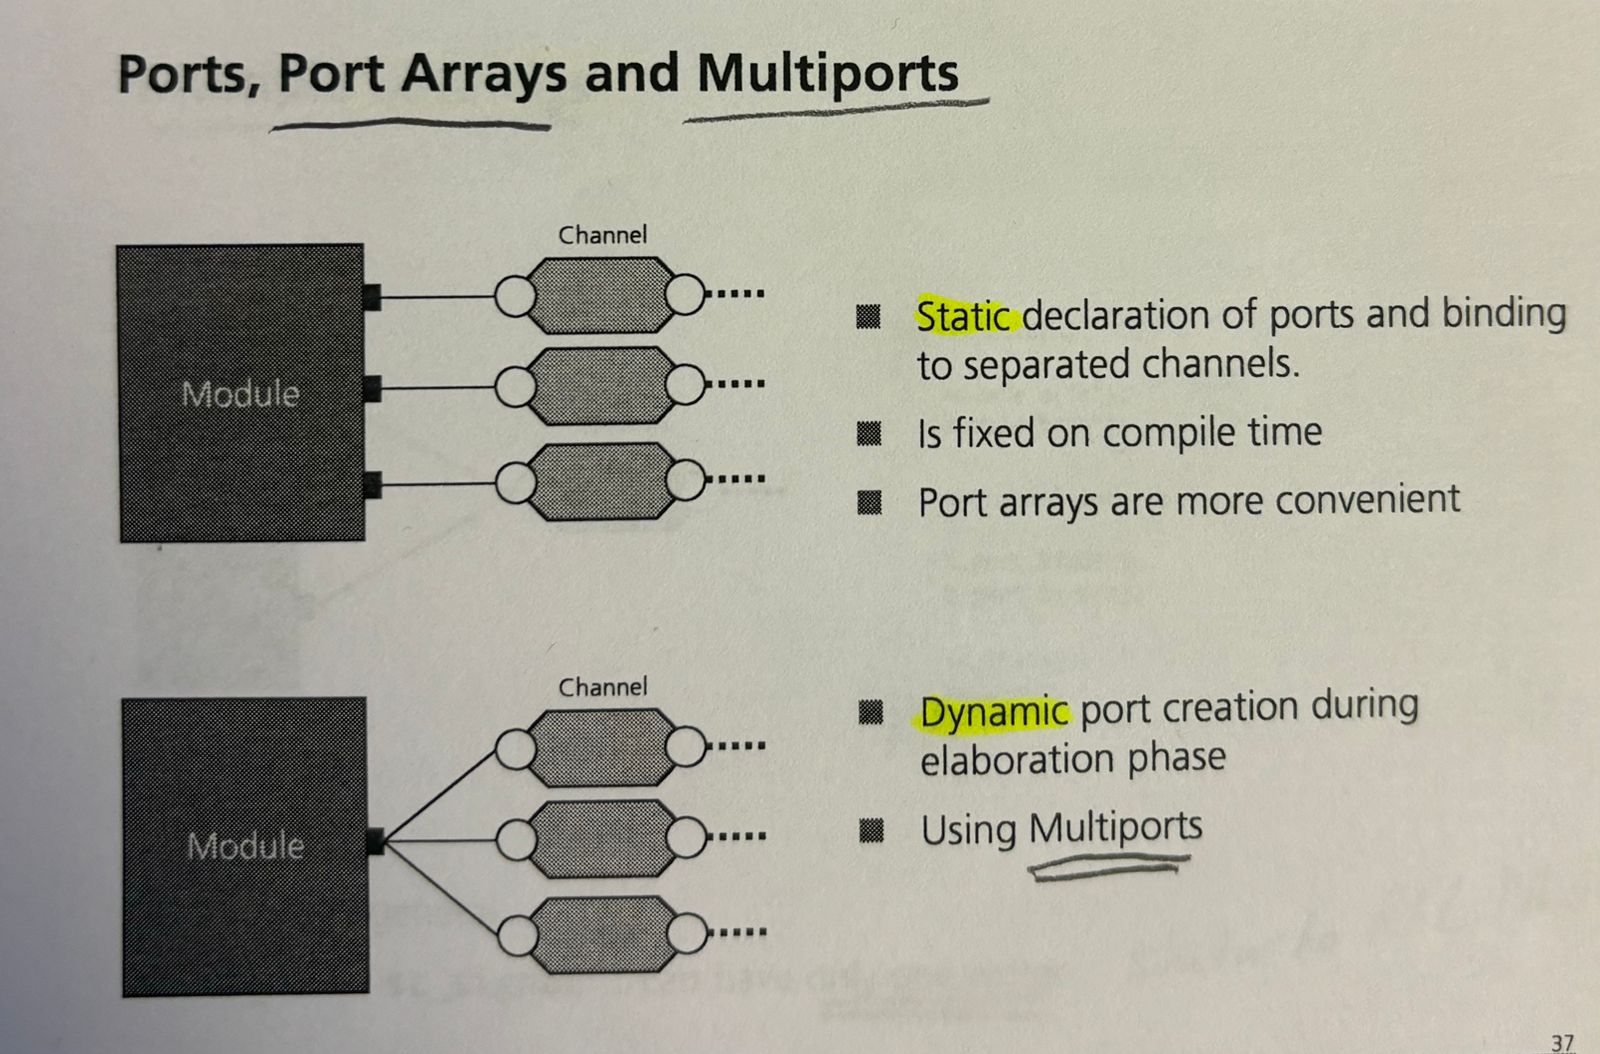 Ports, Port Arrays and Multiports
Channel
Module
Static declaration of ports and binding
to separated channels.
Is fixed on compile time
Port arrays are more convenient
Channel
Module
Dynamic port creation during
elaboration phase
Using Multiports
37